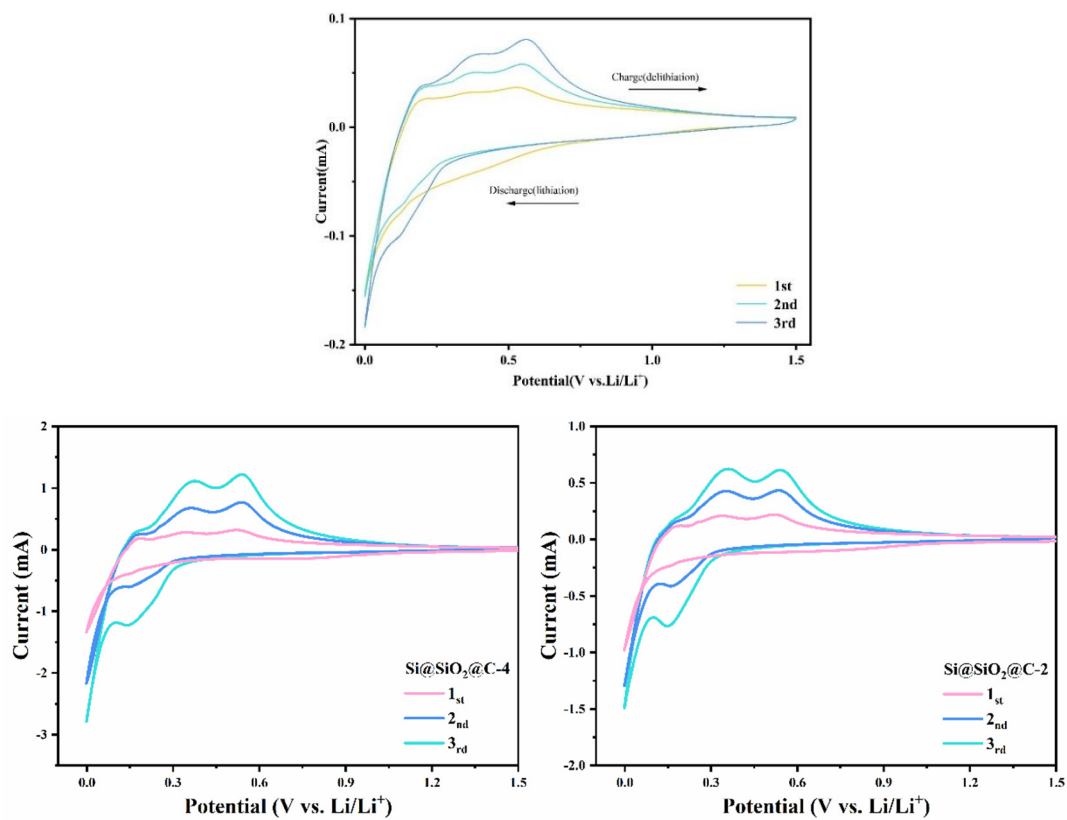 0.1
0.0
-0.1
-0.2
Current(mA)
Charge(delithiation)
Discharge(lithiation)
1st
2nd
3rd
0.0 0.5 1.0 1.5
Potential(V vs.Li/Li⁺)
2
1
0
-1
-2
-3
Current (mA)
Si@SiO₂@C-4
1st
2nd
3rd
0.0 0.3 0.6 0.9 1.2 1.5
Potential (V vs. Li/Li⁺)
1.0
0.5
0.0
-0.5
-1.0
-1.5
-2.0
Current (mA)
Si@SiO₂@C-2
1st
2nd
3rd
0.0 0.3 0.6 0.9 1.2 1.5
Potential (V vs. Li/Li⁺)